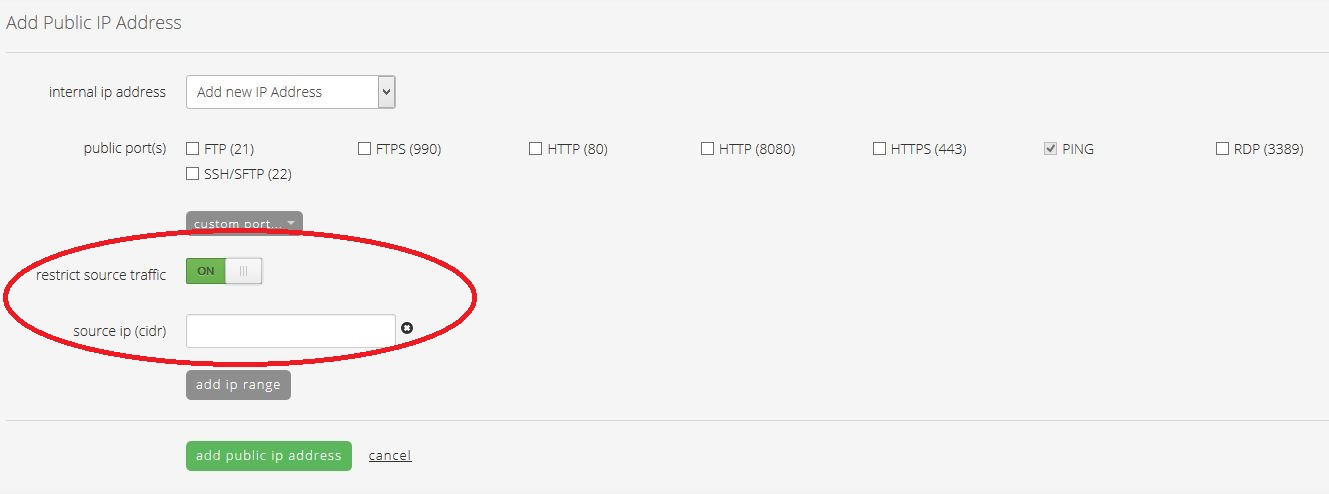 Add Public IP Address
internal ip address Add new IP Address
public port(s) FTP (21) FTPS (990) HTTP (80) HTTP (8080) HTTPS (443) PING RDP (3389)
SSH/SFTP (22)
custom port...
restrict source traffic ON
source ip (cidr)
add ip range
add public ip address cancel